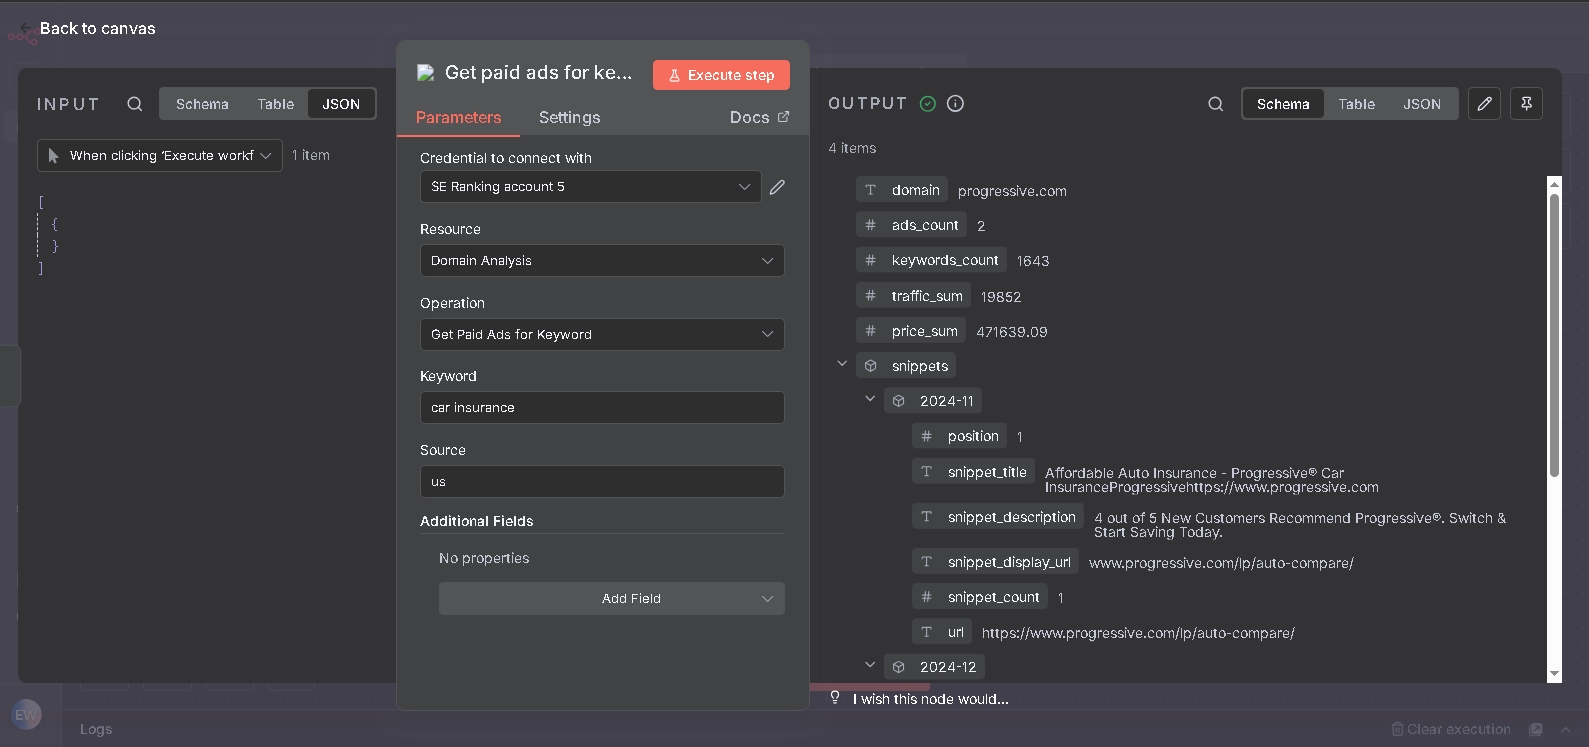 Back to canvas
INPUT
Schema
Table
JSON
When clicking ‘Execute workf
1 item
[
{
}
]
Get paid ads for ke...
Execute step
Parameters
Settings
Docs
Credential to connect with
SE Ranking account 5
Resource
Domain Analysis
Operation
Get Paid Ads for Keyword
Keyword
car insurance
Source
us
Additional Fields
No properties
Add Field
OUTPUT
Schema
Table
JSON
4 items
T domain progressive.com
# ads_count 2
# keywords_count 1643
# traffic_sum 19852
# price_sum 471639.09
snippets
2024-11
# position 1
T snippet_title Affordable Auto Insurance - Progressive® Car
InsuranceProgressivehttps://www.progressive.com
T snippet_description 4 out of 5 New Customers Recommend Progressive®. Switch &
Start Saving Today.
T snippet_display_url www.progressive.com/lp/auto-compare/
# snippet_count 1
T url https://www.progressive.com/lp/auto-compare/
2024-12
I wish this node would...
EW
Logs
Clear execution